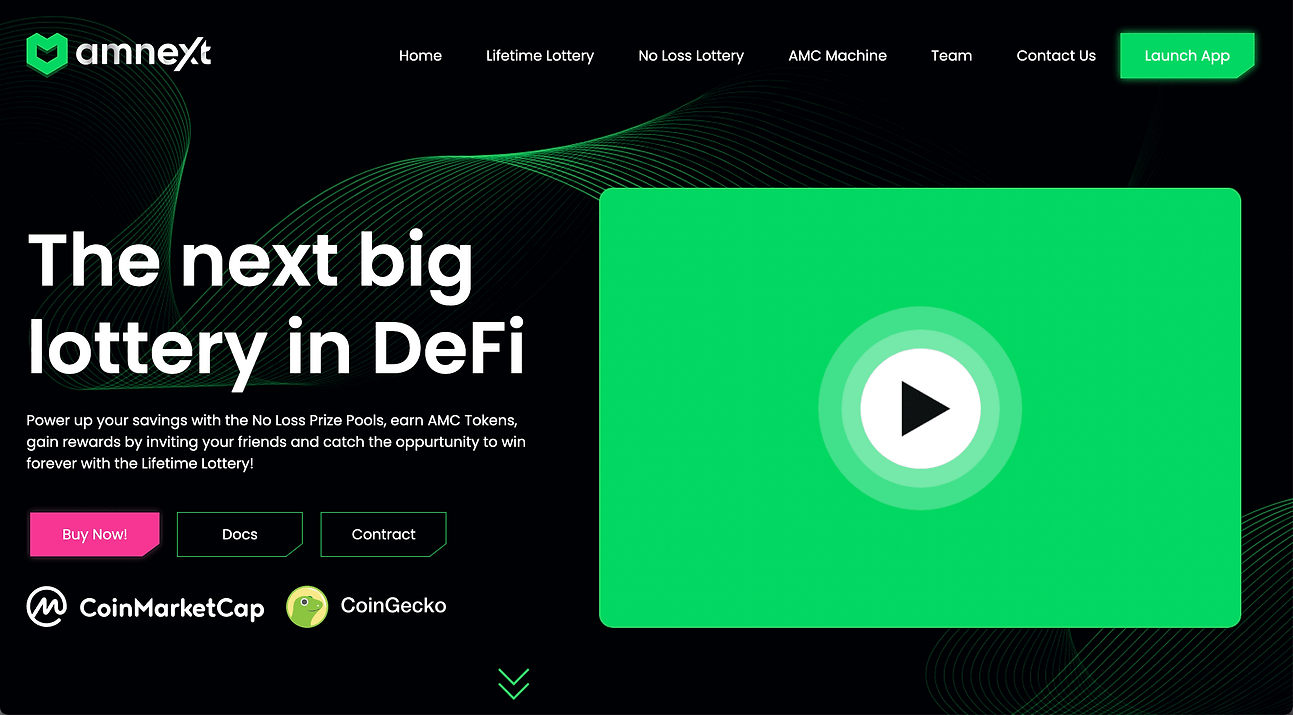 amnext
Home
Lifetime Lottery
No Loss Lottery
AMC Machine
Team
Contact Us
Launch App
The next big
lottery in DeFi
Power up your savings with the No Loss Prize Pools, earn AMC Tokens,
gain rewards by inviting your friends and catch the oppurtunity to win
forever with the Lifetime Lottery!
Buy Now!
Docs
Contract
CoinMarketCap
CoinGecko